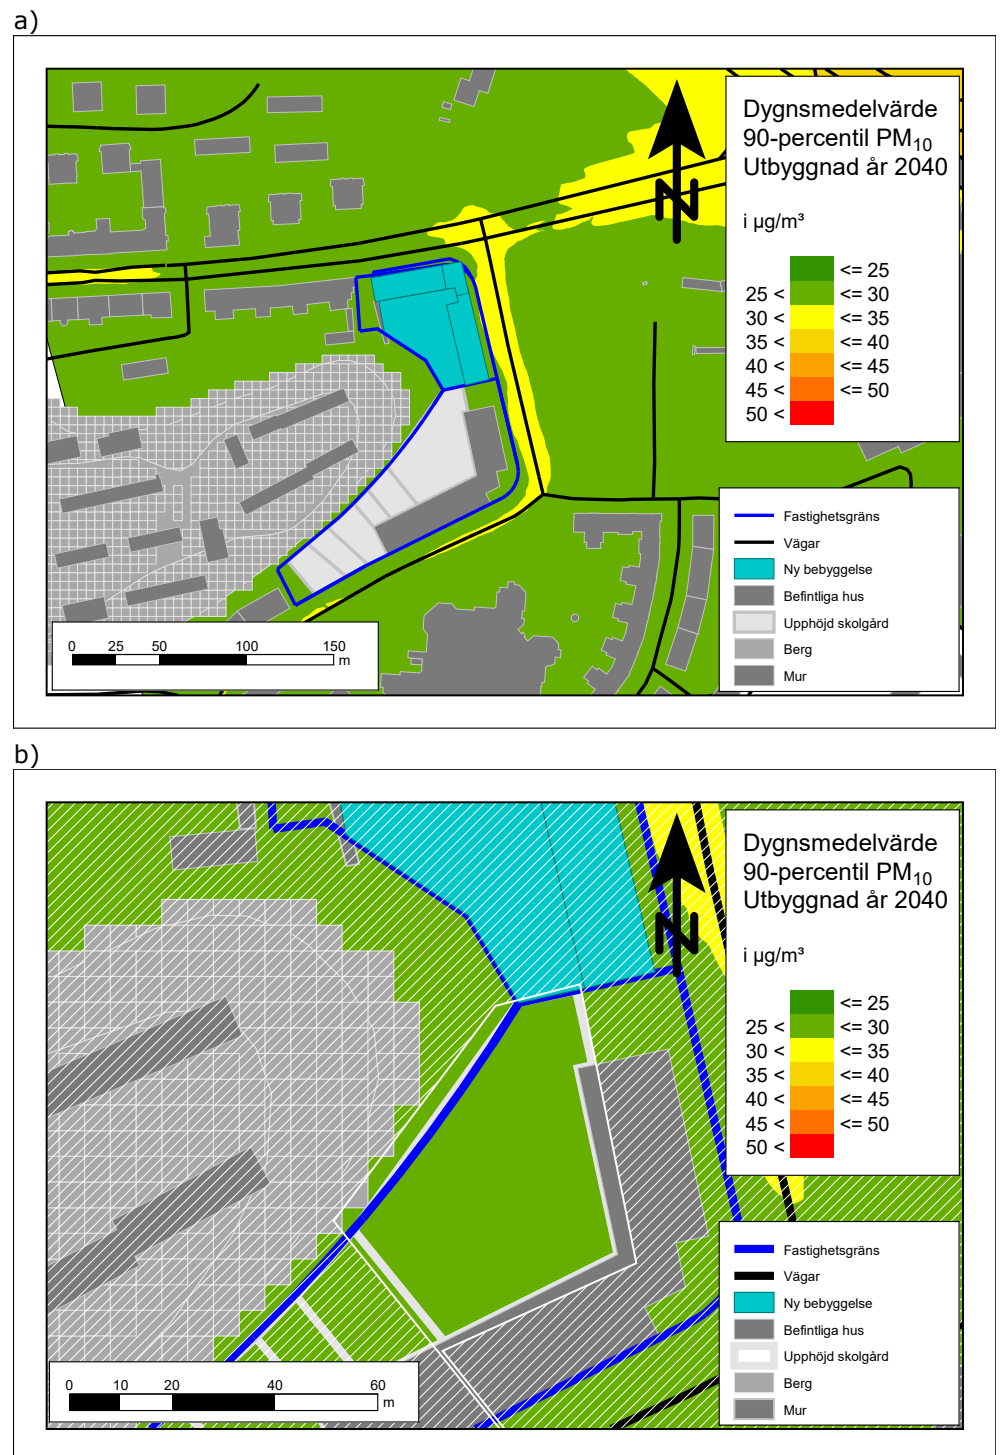 a)
Dygnsmedelvärde
90-percentil PM10
Utbyggnad år 2040
i µg/m³
<= 25
25 < <= 30
30 < <= 35
35 < <= 40
40 < <= 45
45 < <= 50
50 <
N
Fastighetsgräns
Vägar
Ny bebyggelse
Befintliga hus
Upphöjd skolgård
Berg
Mur
0 25 50 100 150
m
b)
Dygnsmedelvärde
90-percentil PM10
Utbyggnad år 2040
i µg/m³
<= 25
25 < <= 30
30 < <= 35
35 < <= 40
40 < <= 45
45 < <= 50
50 <
N
Fastighetsgräns
Vägar
Ny bebyggelse
Befintliga hus
Upphöjd skolgård
Berg
Mur
0 10 20 40 60
m